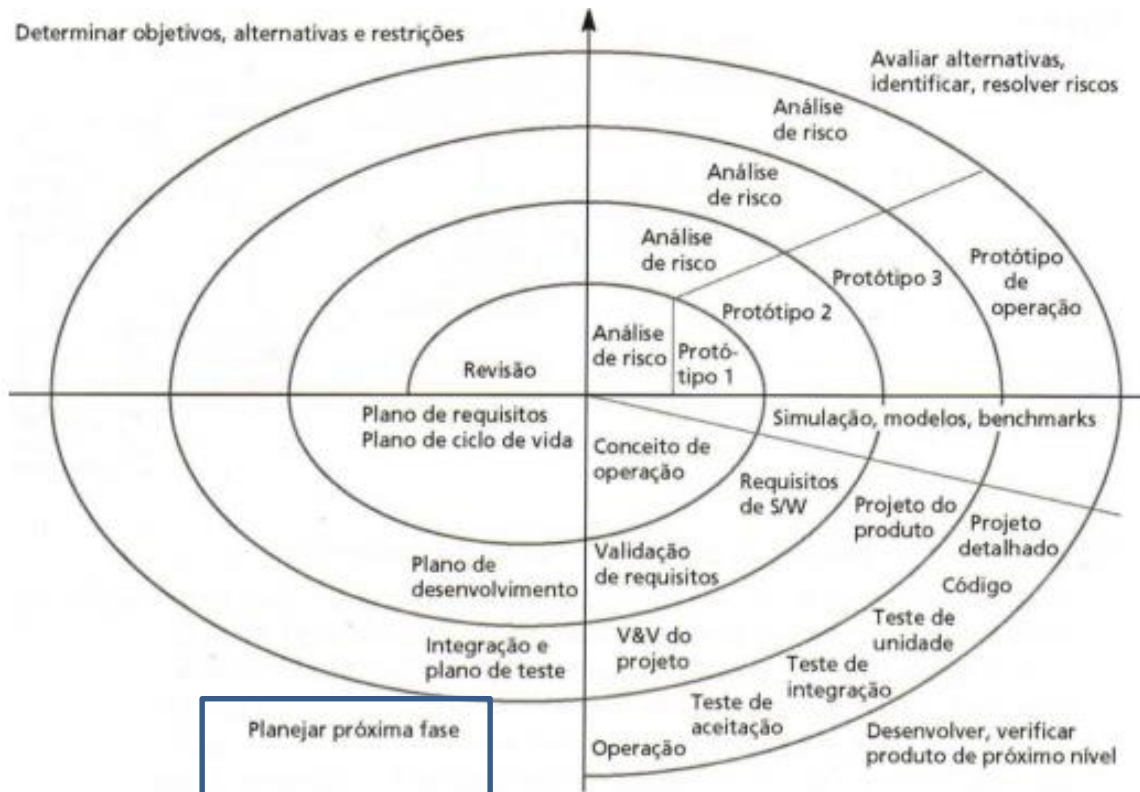 Determinar objetivos, alternativas e restrições
Avaliar alternativas,
identificar, resolver riscos
Análise
de risco
Análise
de risco
Análise
de risco
Protótipo
de
operação
Protótipo 3
Protótipo 2
Análise
de risco
Protó-
tipo 1
Revisão
Plano de requisitos
Plano de ciclo de vida
Simulação, modelos, benchmarks
Conceito de
operação
Requisitos
de S/W
Projeto do
produto
Projeto
detalhado
Plano de
desenvolvimento
Validação
de requisitos
Código
Teste de
unidade
Integração e
plano de teste
V&V do
projeto
Teste de
integração
Teste de
aceitação
Operação
Planejar próxima fase
Desenvolver, verificar
produto de próximo nível